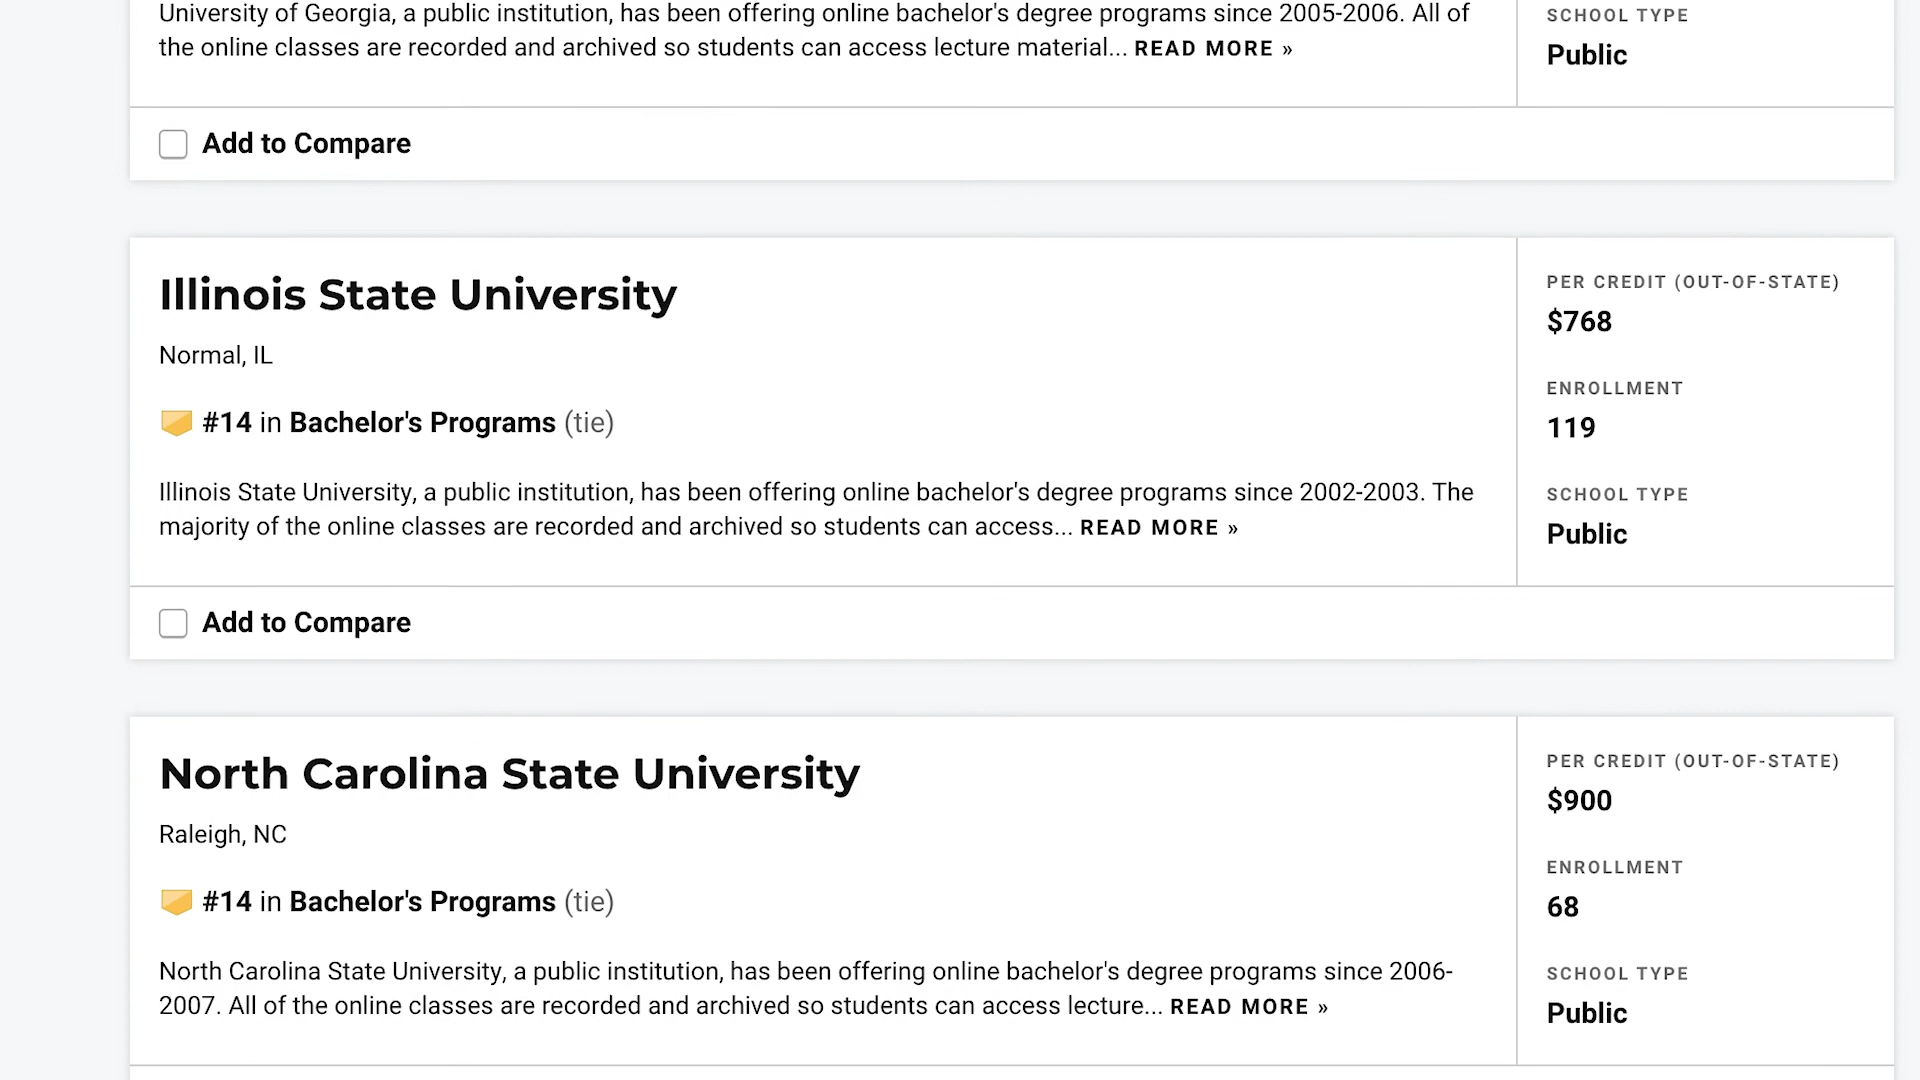 University of Georgia, a public institution, has been offering online bachelor's degree programs since 2005-2006. All of
the online classes are recorded and archived so students can access lecture material... READ MORE »
SCHOOL TYPE
Public
Add to Compare
Illinois State University
Normal, IL
#14 in Bachelor's Programs (tie)
Illinois State University, a public institution, has been offering online bachelor's degree programs since 2002-2003. The
majority of the online classes are recorded and archived so students can access... READ MORE »
PER CREDIT (OUT-OF-STATE)
$768
ENROLLMENT
119
SCHOOL TYPE
Public
Add to Compare
North Carolina State University
Raleigh, NC
#14 in Bachelor's Programs (tie)
North Carolina State University, a public institution, has been offering online bachelor's degree programs since 2006-
2007. All of the online classes are recorded and archived so students can access lecture... READ MORE »
PER CREDIT (OUT-OF-STATE)
$900
ENROLLMENT
68
SCHOOL TYPE
Public